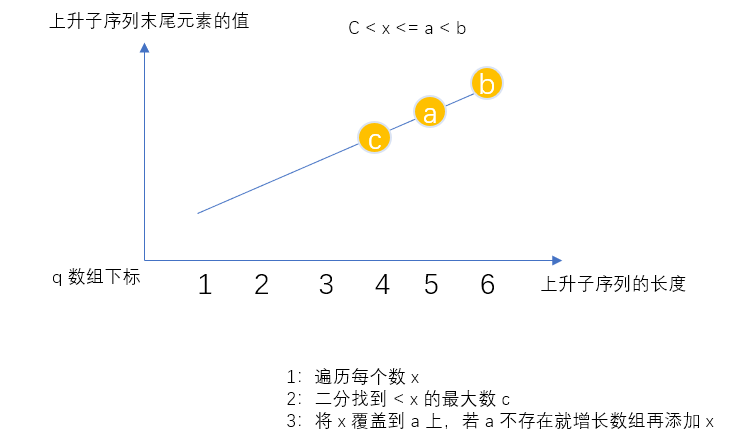 上升子序列末尾元素的值
C < x <= a < b
b
a
c
q 数组下标
1 2 3 4 5 6
上升子序列的长度
1：遍历每个数 x
2：二分找到 < x 的最大数 c
3：将 x 覆盖到 a 上，若 a 不存在就增长数组再添加 x